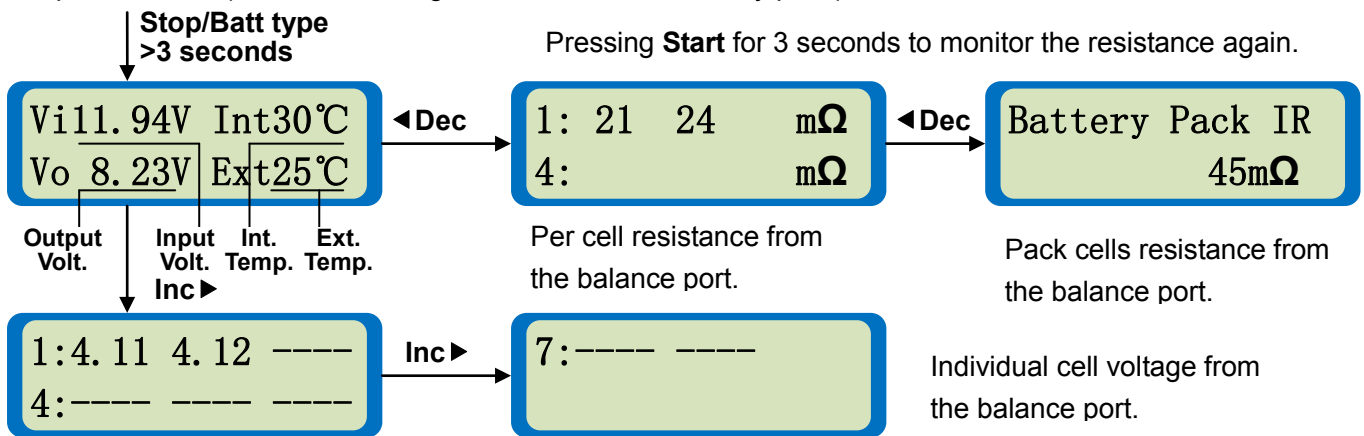 Stop/Batt type
>3 seconds
Pressing Start for 3 seconds to monitor the resistance again.
Vi11.94V Int30℃
Vo 8.23V Ext25℃
◀Dec
1: 21 24 mΩ
4: mΩ
◀Dec
Battery Pack IR
45mΩ
Output Volt.
Input Volt.
Int. Temp.
Ext. Temp.
Inc▶
Per cell resistance from
the balance port.
Pack cells resistance from
the balance port.
1:4.11 4.12 ----
4:---- ---- ----
Inc▶
7:---- ----
Individual cell voltage from
the balance port.